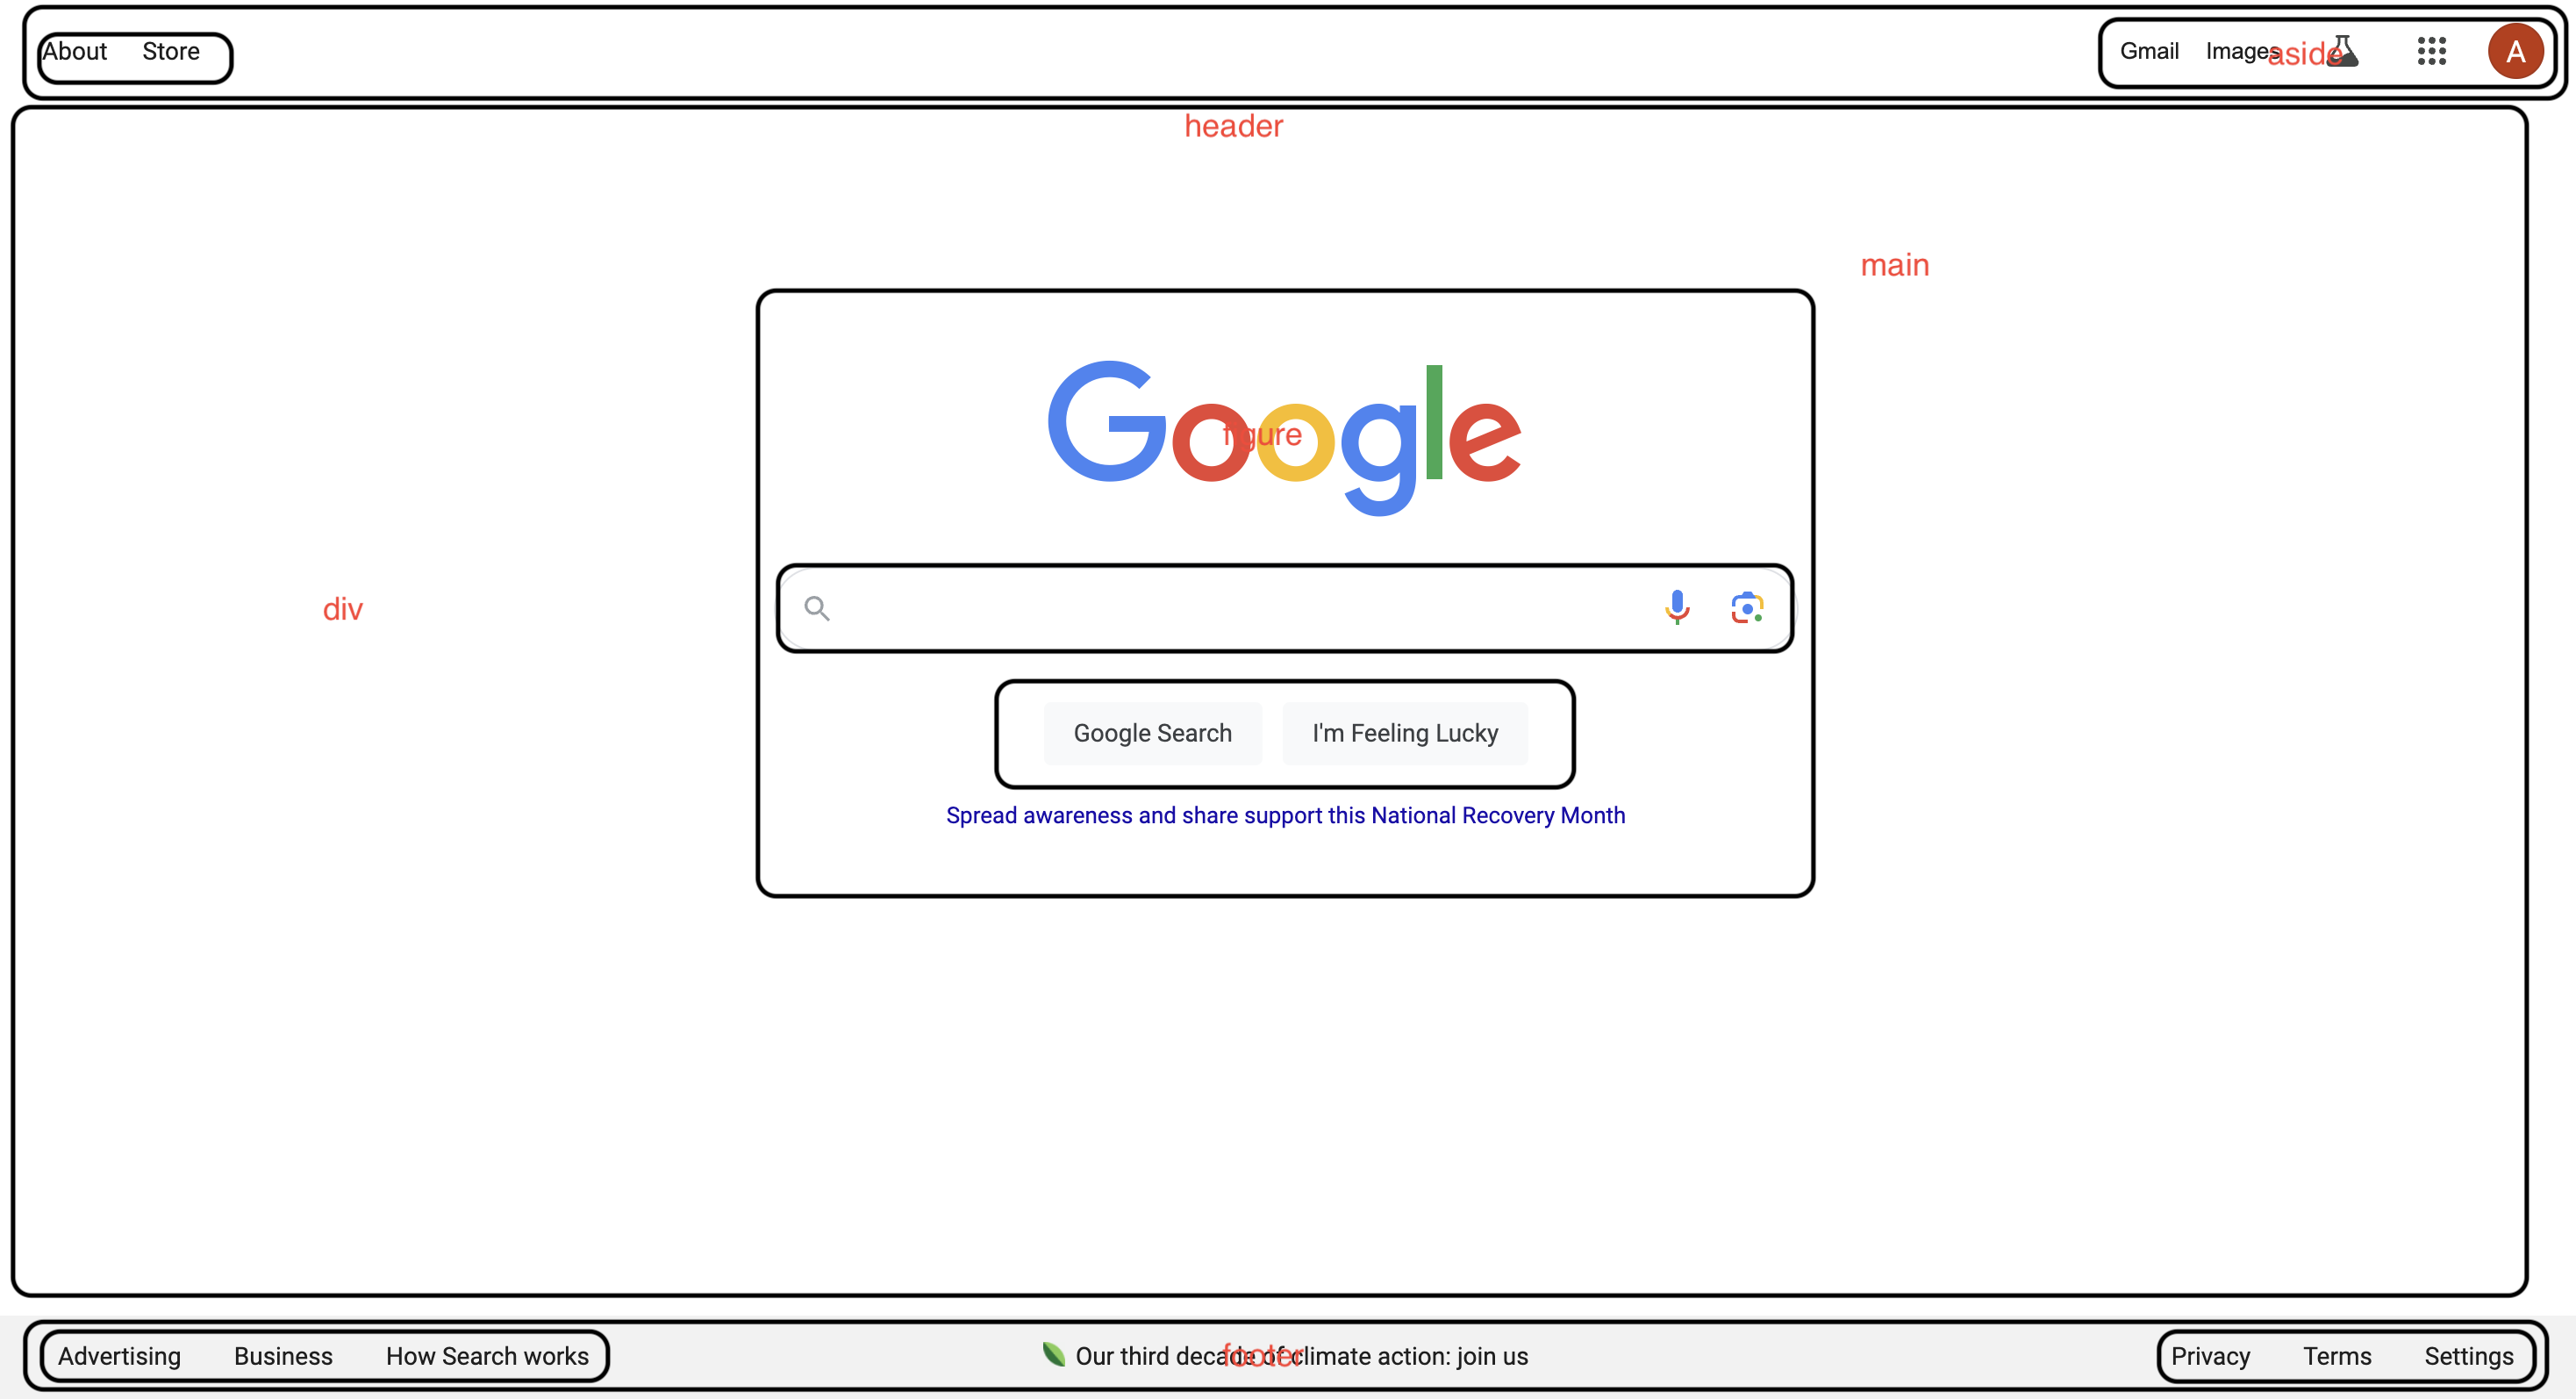 About Store
Gmail Images aside A
header
main
Google
figure
div
Google Search I'm Feeling Lucky
Spread awareness and share support this National Recovery Month
Advertising Business How Search works
Our third decade of climate action: join us
footer
Privacy Terms Settings